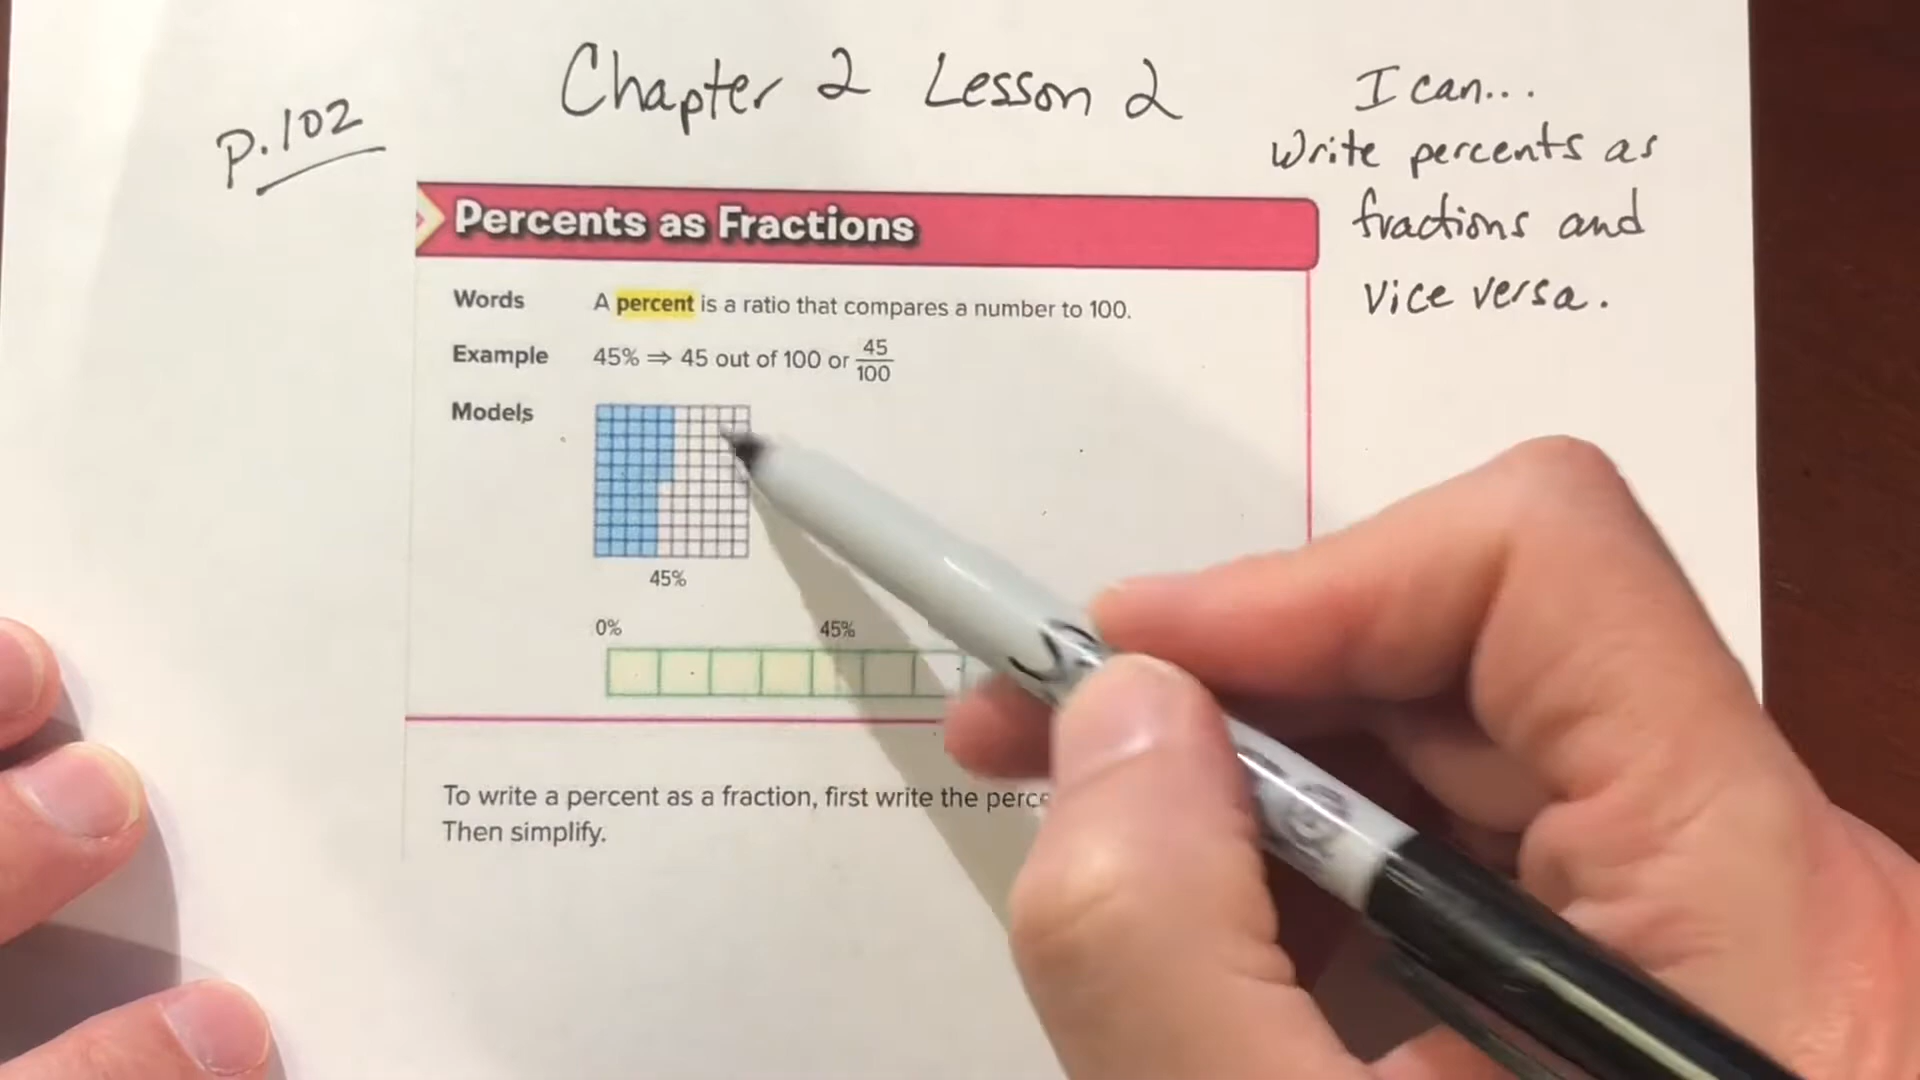 p.102
Chapter 2 Lesson 2
I can...
Write percents as
fractions and
vice versa.
Percents as Fractions
Words A percent is a ratio that compares a number to 100.
Example 45% ⇒ 45 out of 100 or 45/100
Models
45%
0% 45%
To write a percent as a fraction, first write the
Then simplify.